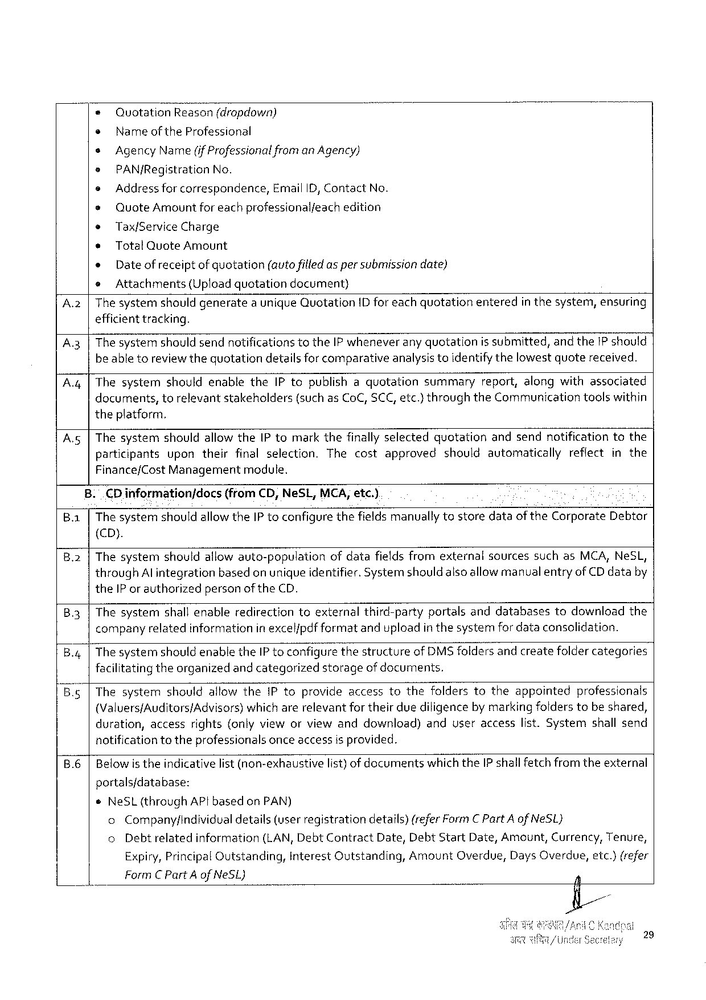 • Quotation Reason (dropdown)
• Name of the Professional
• Agency Name (if Professional from an Agency)
• PAN/Registration No.
• Address for correspondence, Email ID, Contact No.
• Quote Amount for each professional/each edition
• Tax/Service Charge
• Total Quote Amount
• Date of receipt of quotation (auto filled as per submission date)
• Attachments (Upload quotation document)
A.2 The system should generate a unique Quotation ID for each quotation entered in the system, ensuring
efficient tracking.
A.3 The system should send notifications to the IP whenever any quotation is submitted, and the IP should
be able to review the quotation details for comparative analysis to identify the lowest quote received.
A.4 The system should enable the IP to publish a quotation summary report, along with associated
documents, to relevant stakeholders (such as CoC, SCC, etc.) through the Communication tools within
the platform.
A.5 The system should allow the IP to mark the finally selected quotation and send notification to the
participants upon their final selection. The cost approved should automatically reflect in the
Finance/Cost Management module.
B. CD information/docs (from CD, NeSL, MCA, etc.)
B.1 The system should allow the IP to configure the fields manually to store data of the Corporate Debtor
(CD).
B.2 The system should allow auto-population of data fields from external sources such as MCA, NeSL,
through AI integration based on unique identifier. System should also allow manual entry of CD data by
the IP or authorized person of the CD.
B.3 The system shall enable redirection to external third-party portals and databases to download the
company related information in excel/pdf format and upload in the system for data consolidation.
B.4 The system should enable the IP to configure the structure of DMS folders and create folder categories
facilitating the organized and categorized storage of documents.
B.5 The system should allow the IP to provide access to the folders to the appointed professionals
(Valuers/Auditors/Advisors) which are relevant for their due diligence by marking folders to be shared,
duration, access rights (only view or view and download) and user access list. System shall send
notification to the professionals once access is provided.
B.6 Below is the indicative list (non-exhaustive list) of documents which the IP shall fetch from the external
portals/database:
• NeSL (through API based on PAN)
o Company/Individual details (user registration details) (refer Form C Part A of NeSL)
o Debt related information (LAN, Debt Contract Date, Debt Start Date, Amount, Currency, Tenure,
Expiry, Principal Outstanding, Interest Outstanding, Amount Overdue, Days Overdue, etc.) (refer
Form C Part A of NeSL)
/Anil C Kandpal
अवर सचिव/Under Secretary
29